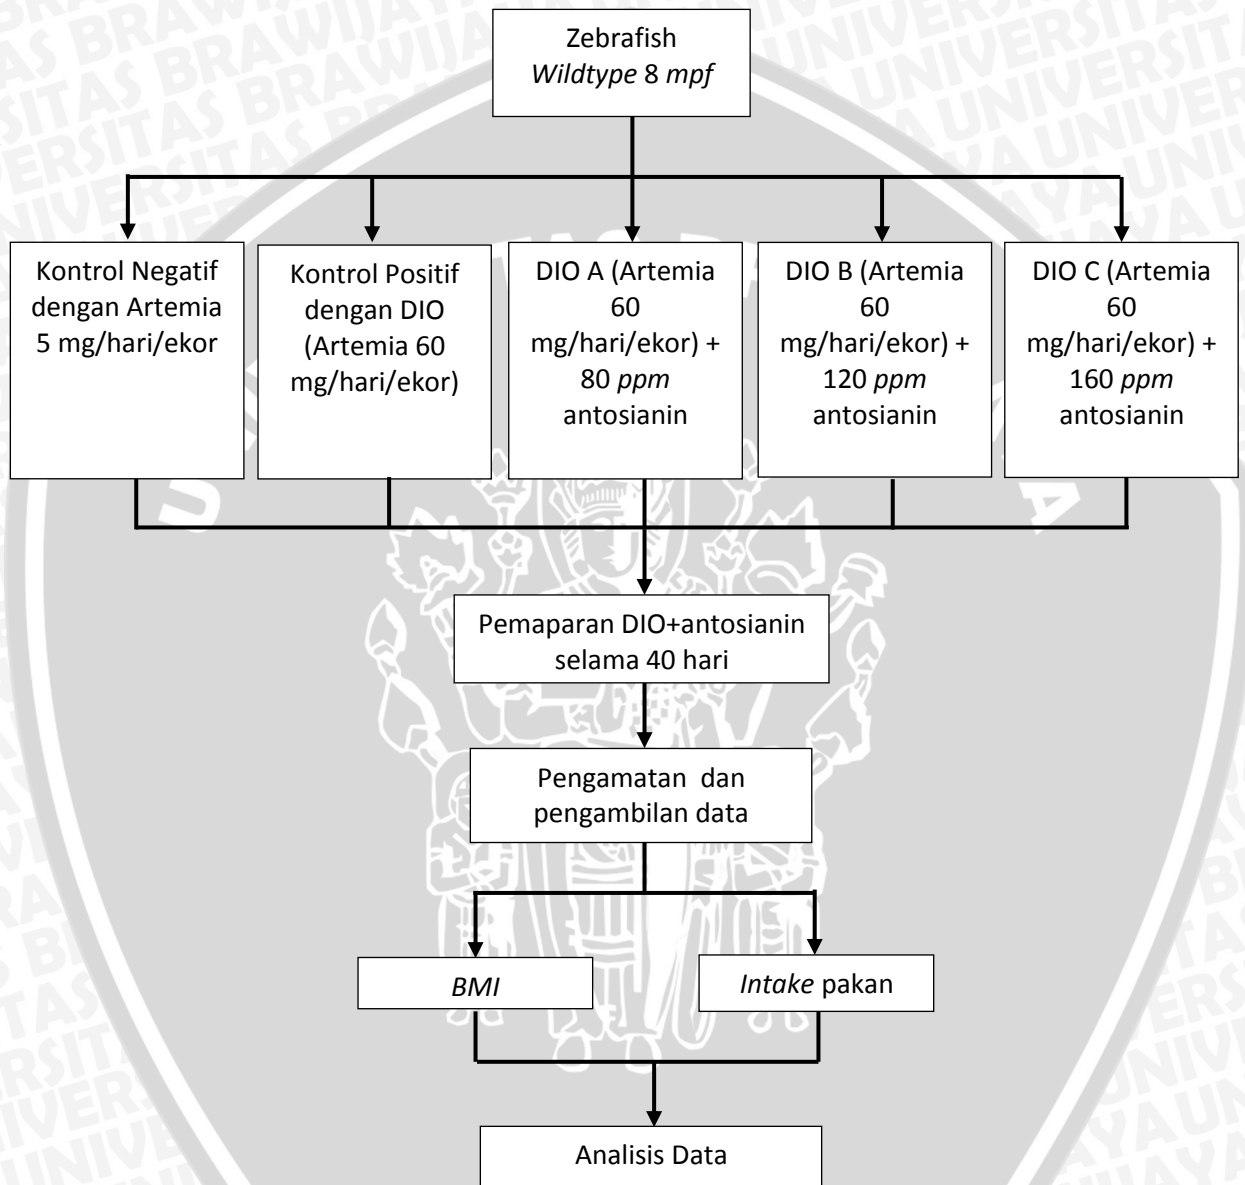 Zebrafish
Wildtype 8 mpf
Kontrol Negatif
dengan Artemia
5 mg/hari/ekor
Kontrol Positif
dengan DIO
(Artemia 60
mg/hari/ekor)
DIO A (Artemia
60
mg/hari/ekor) +
80 ppm
antosianin
DIO B (Artemia
60
mg/hari/ekor) +
120 ppm
antosianin
DIO C (Artemia
60
mg/hari/ekor) +
160 ppm
antosianin
Pemaparan DIO+antosianin
selama 40 hari
Pengamatan dan
pengambilan data
BMI
Intake pakan
Analisis Data